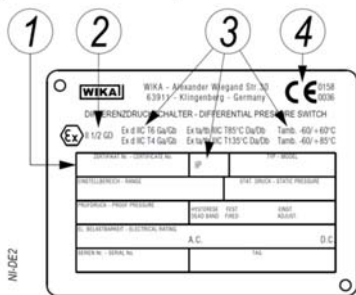 1 2 3 4
WIKA WIKA - Alexander Wiegand Str.30 CE 0158
63911 - Klingenberg - Germany 0036
DIFFERENZDRUCKSCHALTER - DIFFERENTIAL PRESSURE SWITCH
Ex II 1/2 GD Ex d IIC T6 Ga/Gb Ex ta/tb IIIC T85°C Da/Db Tamb. -60/+60°C
Ex d IIC T4 Ga/Gb Ex ta/tb IIIC T135°C Da/Db Tamb. -60/+85°C
ZERTIFIKAT Nr. - CERTIFICATE No. IP TYP - MODEL
EINSTELLBEREICH - RANGE STAT. DRUCK - STATIC PRESSURE
PRÜFDRUCK - PROOF PRESSURE HYSTERESE FEST EINST
DEAD BAND FIXED ADJUST.
EL. BELASTBARKEIT - ELECTRICAL RATING
A.C. D.C.
SERIEN Nr. - SERIAL No. TAG
NI-DE2